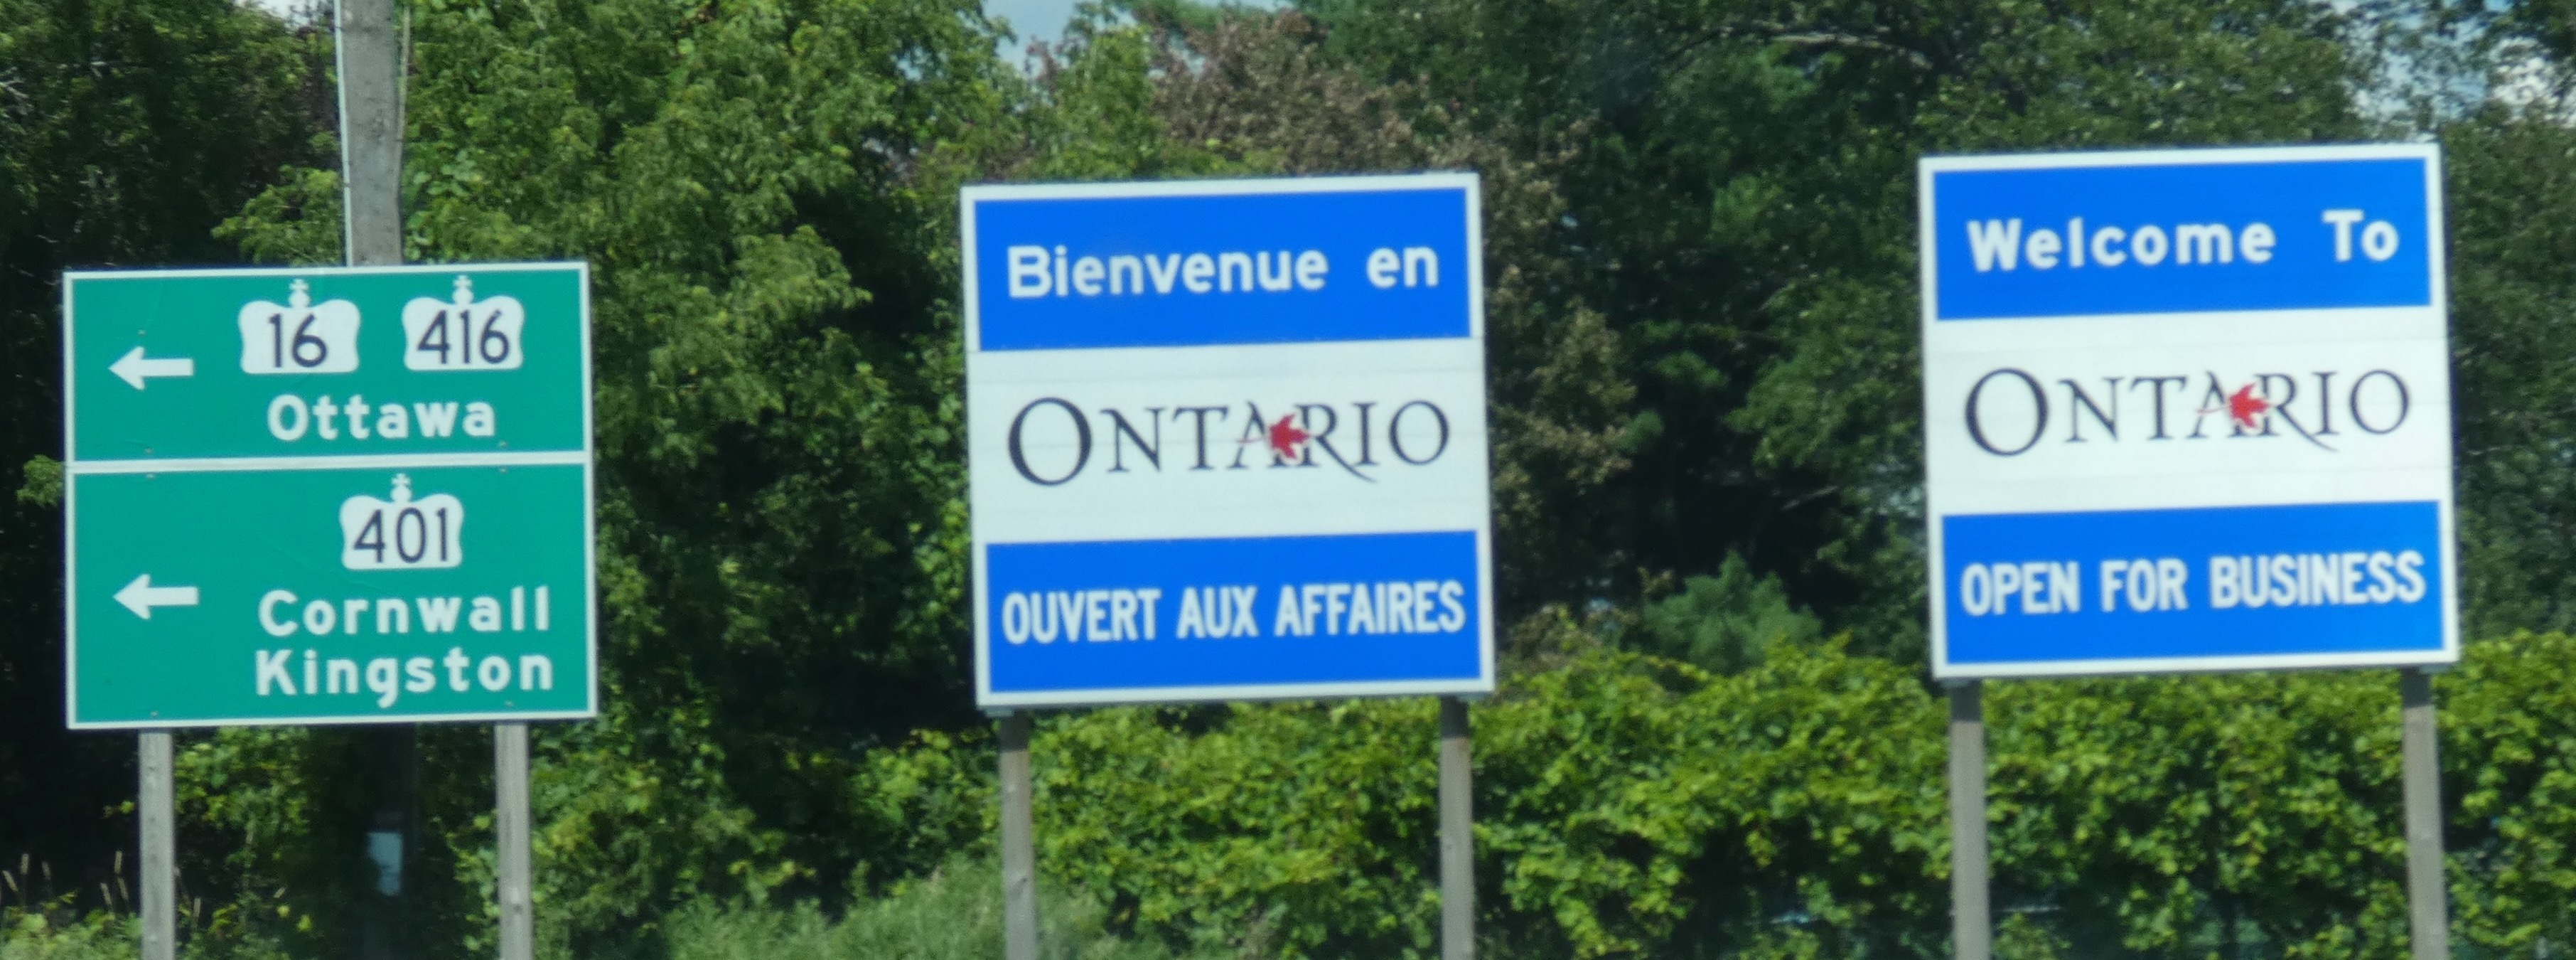 16 416
Ottawa
401
Cornwall
Kingston
Bienvenue en
ONTARIO
OUVERT AUX AFFAIRES
Welcome To
ONTARIO
OPEN FOR BUSINESS